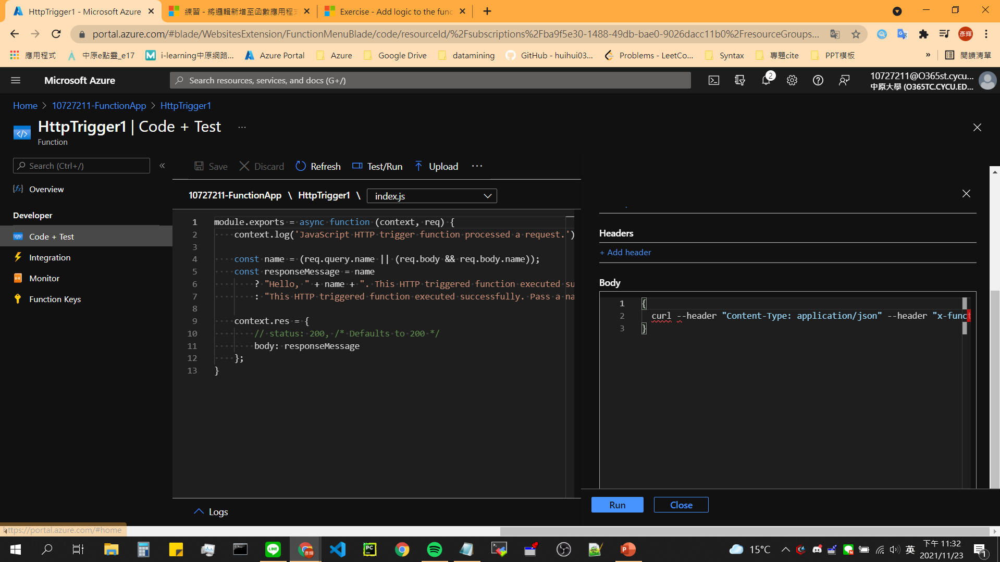 HttpTrigger1 - Microsoft Azure
練習 - 將邏輯新增至函數應用程式
Exercise - Add logic to the func
portal.azure.com/#blade/WebsitesExtension/FunctionMenuBlade/code/resourceId/%2Fsubscriptions%2Fba9f5e30-1488-49db-bae0-9026dacc11b0%2FresourceGroups...
彥輝
應用程式
中原e點靈_e17
i-learning中原網路...
Azure Portal
Azure
Google Drive
datamining
GitHub - huihui03...
Problems - LeetCo...
Syntax
專題cite
PPT模板
»
閱讀清單
Microsoft Azure
Search resources, services, and docs (G+/)
2
10727211@O365st.cycu...
中原大學 (O365TC.CYCU.ED...
Home > 10727211-FunctionApp > HttpTrigger1
HttpTrigger1 | Code + Test ...
Function
Search (Ctrl+/)
«
Save
Discard
Refresh
Test/Run
Upload
...
Overview
Developer
Code + Test
Integration
Monitor
Function Keys
10727211-FunctionApp \ HttpTrigger1 \ index.js
1 module.exports = async function (context, req) {
2 context.log('JavaScript HTTP trigger function processed a request.')
3
4 const name = (req.query.name || (req.body && req.body.name));
5 const responseMessage = name
6 ? "Hello, " + name + ". This HTTP triggered function executed su
7 : "This HTTP triggered function executed successfully. Pass a na
8
9 context.res = {
10 // status: 200, /* Defaults to 200 */
11 body: responseMessage
12 };
13 }
Logs
Headers
+ Add header
Body
1 {
2 curl --header "Content-Type: application/json" --header "x-funct
3 }
Run
Close
https://portal.azure.com/#home
15°C
英
下午 11:32
2021/11/23
1